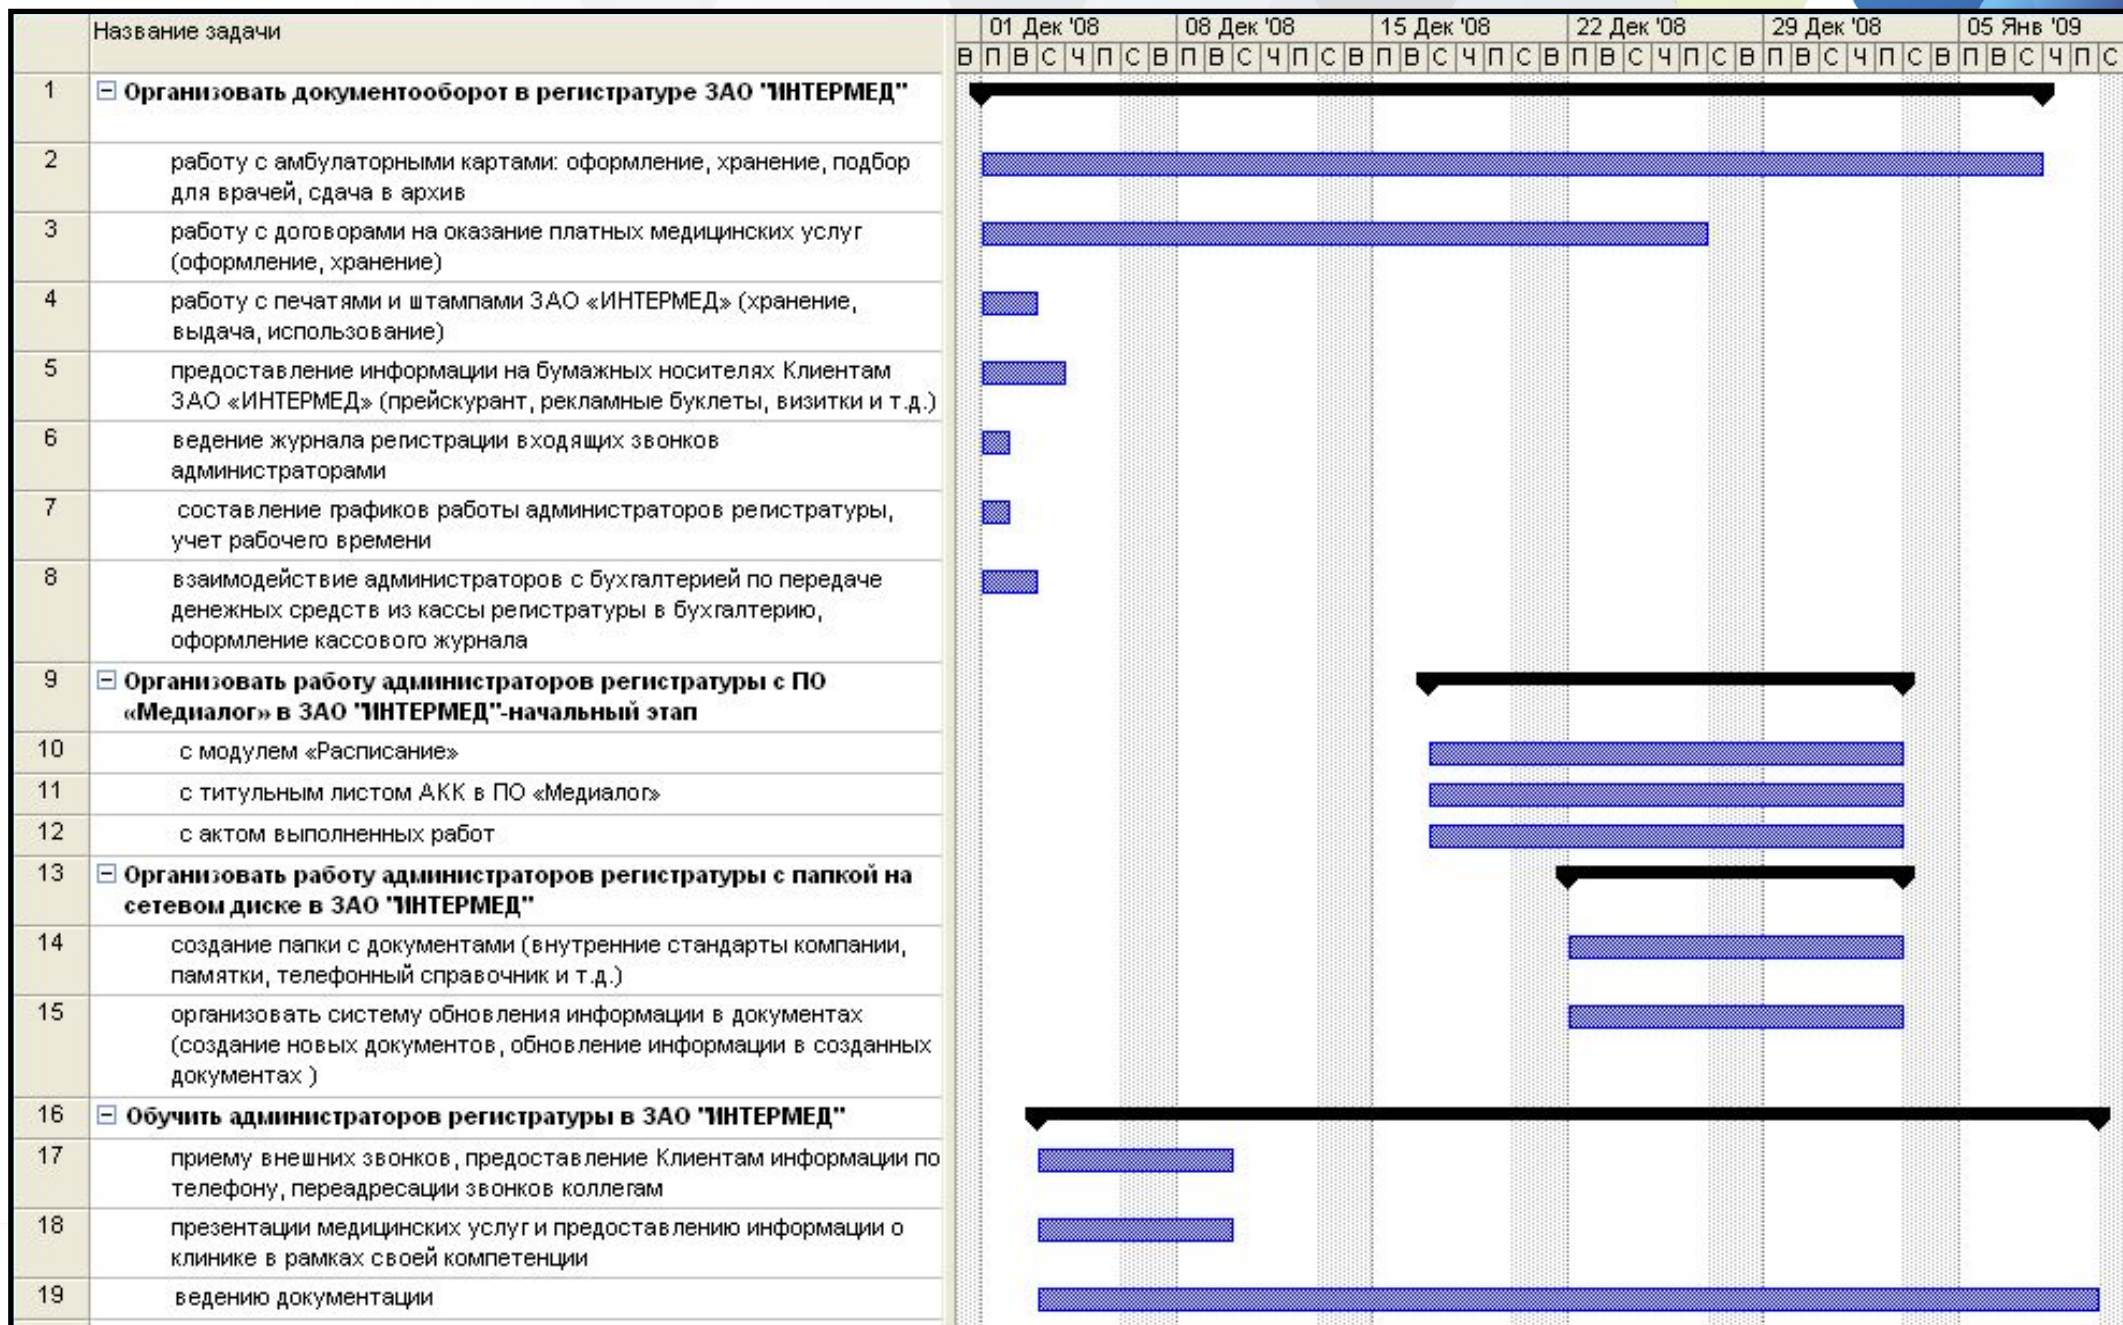 Название задачи
01 Дек '08 08 Дек '08 15 Дек '08 22 Дек '08 29 Дек '08 05 Янв '09
В П В С Ч П С В П В С Ч П С В П В С Ч П С В П В С Ч П С В П В С Ч П С В П В С Ч П С
1 Организовать документооборот в регистратуре ЗАО "ИНТЕРМЕД"
2 работу с амбулаторными картами: оформление, хранение, подбор
для врачей, сдача в архив
3 работу с договорами на оказание платных медицинских услуг
(оформление, хранение)
4 работу с печатями и штампами ЗАО «ИНТЕРМЕД» (хранение,
выдача, использование)
5 предоставление информации на бумажных носителях Клиентам
ЗАО «ИНТЕРМЕД» (прейскурант, рекламные буклеты, визитки и т.д.)
6 ведение журнала регистрации входящих звонков
администраторами
7 составление графиков работы администраторов регистратуры,
учет рабочего времени
8 взаимодействие администраторов с бухгалтерией по передаче
денежных средств из кассы регистратуры в бухгалтерию,
оформление кассового журнала
9 Организовать работу администраторов регистратуры с ПО
«Медиалог» в ЗАО "ИНТЕРМЕД"-начальный этап
10 с модулем «Расписание»
11 с титульным листом АКК в ПО «Медиалог»
12 с актом выполненных работ
13 Организовать работу администраторов регистратуры с папкой на
сетевом диске в ЗАО "ИНТЕРМЕД"
14 создание папки с документами (внутренние стандарты компании,
памятки, телефонный справочник и т.д.)
15 организовать систему обновления информации в документах
(создание новых документов, обновление информации в созданных
документах )
16 Обучить администраторов регистратуры в ЗАО "ИНТЕРМЕД"
17 приему внешних звонков, предоставление Клиентам информации по
телефону, переадресации звонков коллегам
18 презентации медицинских услуг и предоставлению информации о
клинике в рамках своей компетенции
19 ведению документации